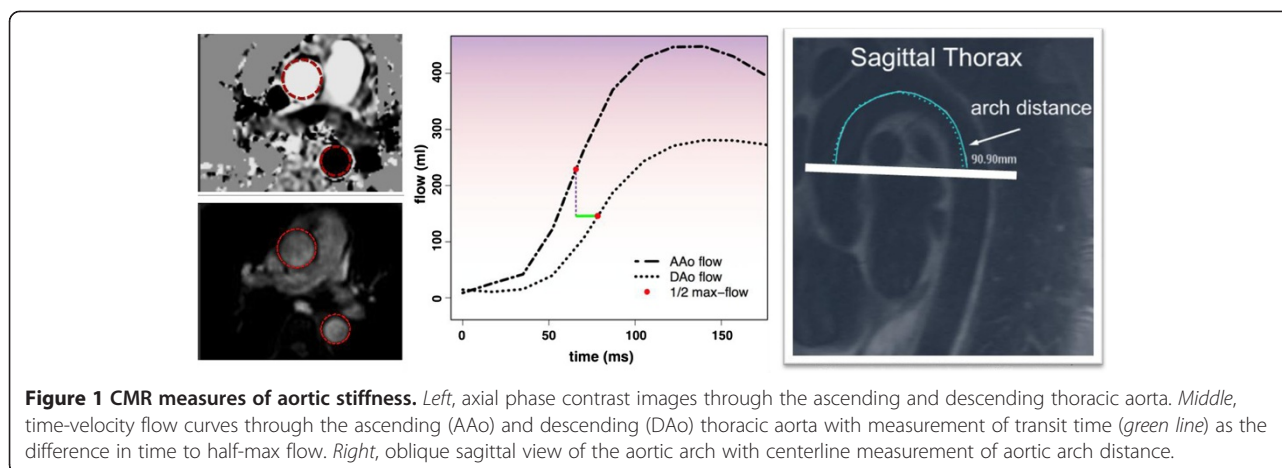 400
300
200
100
0
flow (ml)
AAo flow
DAo flow
1/2 max-flow
0 50 100 150
time (ms)
Sagittal Thorax
arch distance
90.90mm
Figure 1 CMR measures of aortic stiffness. Left, axial phase contrast images through the ascending and descending thoracic aorta. Middle,
time-velocity flow curves through the ascending (AAo) and descending (DAo) thoracic aorta with measurement of transit time (green line) as the
difference in time to half-max flow. Right, oblique sagittal view of the aortic arch with centerline measurement of aortic arch distance.